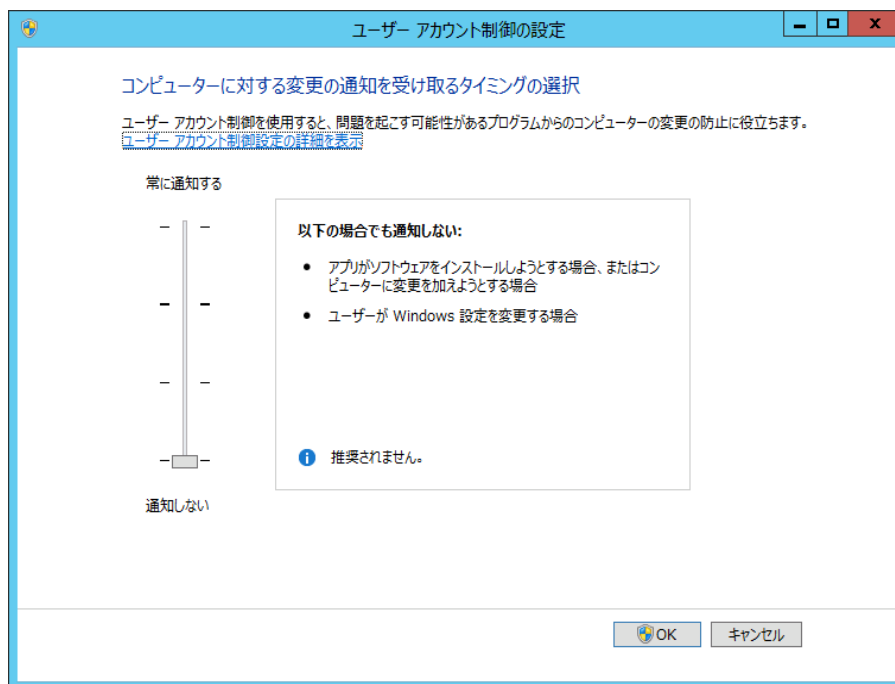 ユーザー アカウント制御の設定
コンピューターに対する変更の通知を受け取るタイミングの選択
ユーザー アカウント制御を使用すると、問題を起こす可能性があるプログラムからのコンピューターの変更の防止に役立ちます。
ユーザー アカウント制御設定の詳細を表示
常に通知する
以下の場合でも通知しない:
● アプリがソフトウェアをインストールしようとする場合、またはコン
ピューターに変更を加えようとする場合
● ユーザーが Windows 設定を変更する場合
推奨されません。
通知しない
OK
キャンセル